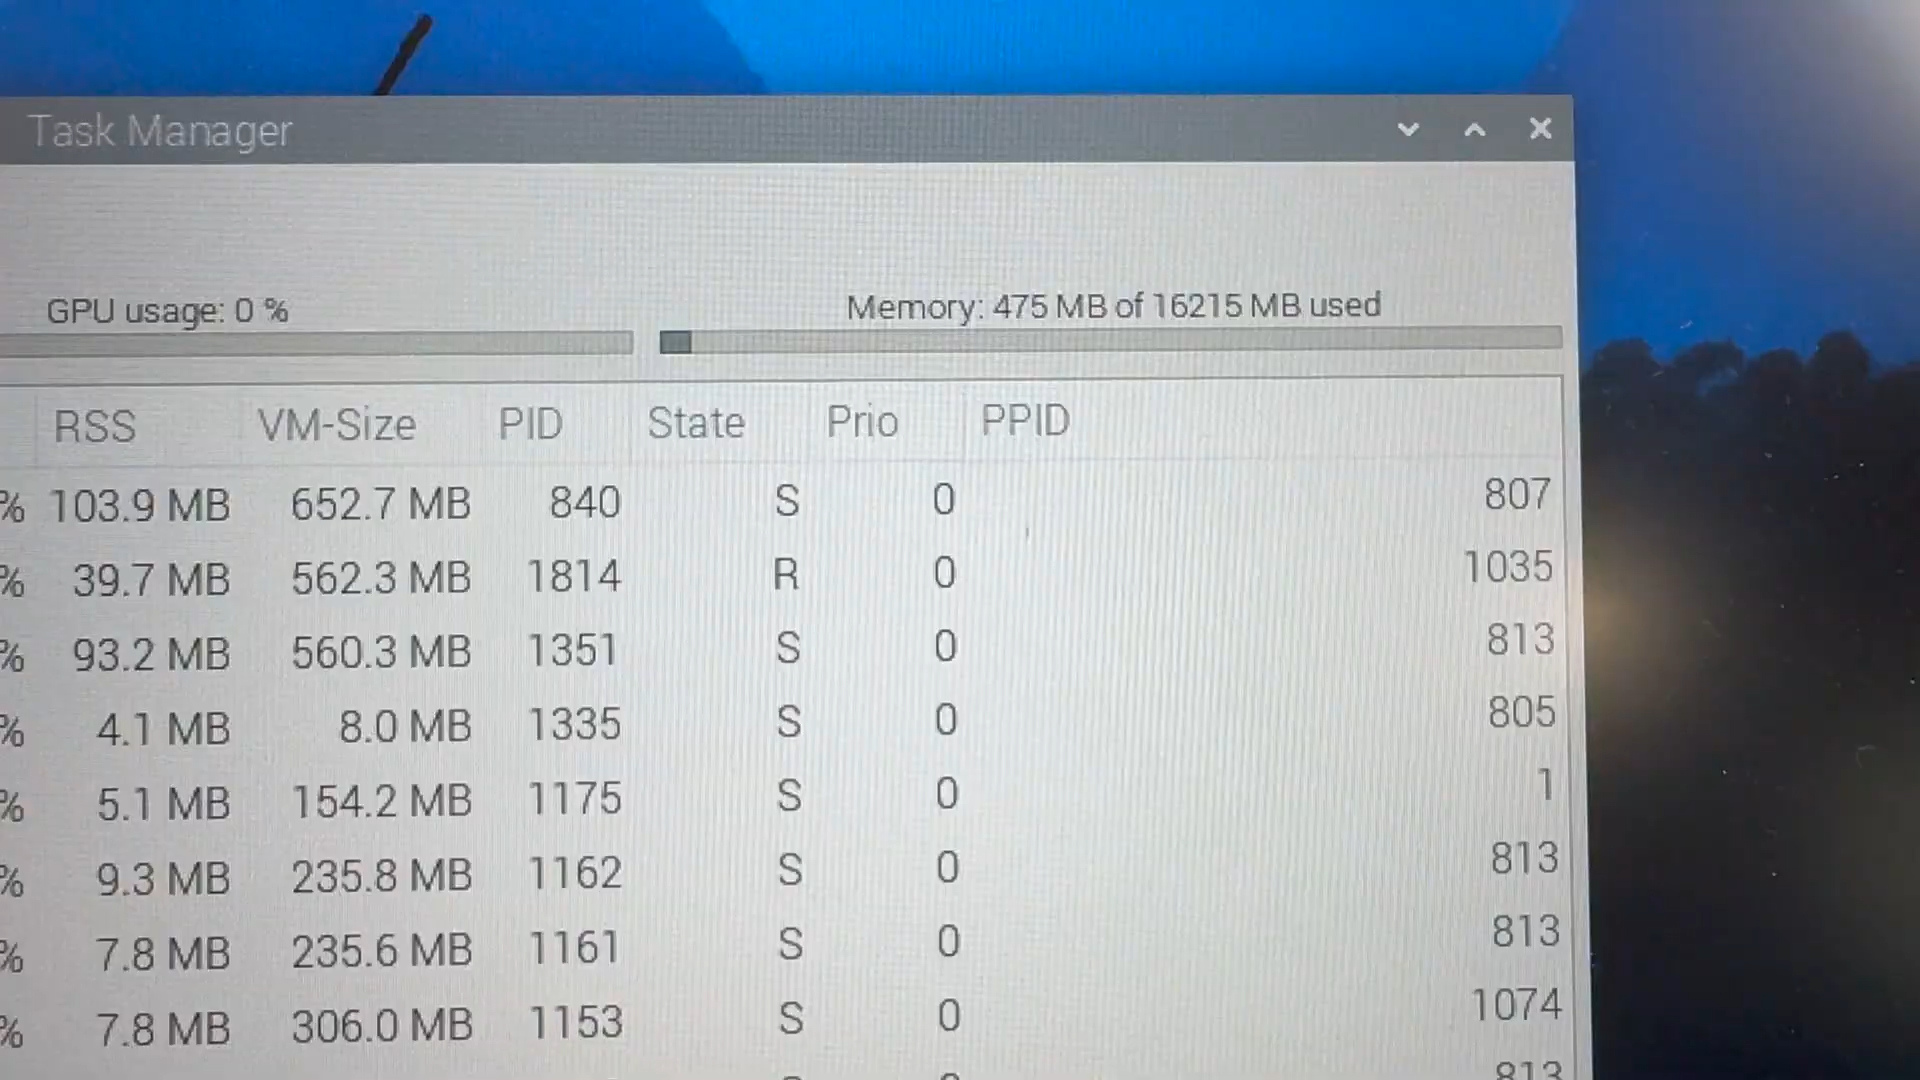 Task Manager
GPU usage: 0 %
Memory: 475 MB of 16215 MB used
RSS VM-Size PID State Prio PPID
% 103.9 MB 652.7 MB 840 S 0 807
% 39.7 MB 562.3 MB 1814 R 0 1035
% 93.2 MB 560.3 MB 1351 S 0 813
% 4.1 MB 8.0 MB 1335 S 0 805
% 5.1 MB 154.2 MB 1175 S 0 1
% 9.3 MB 235.8 MB 1162 S 0 813
% 7.8 MB 235.6 MB 1161 S 0 813
% 7.8 MB 306.0 MB 1153 S 0 1074
813